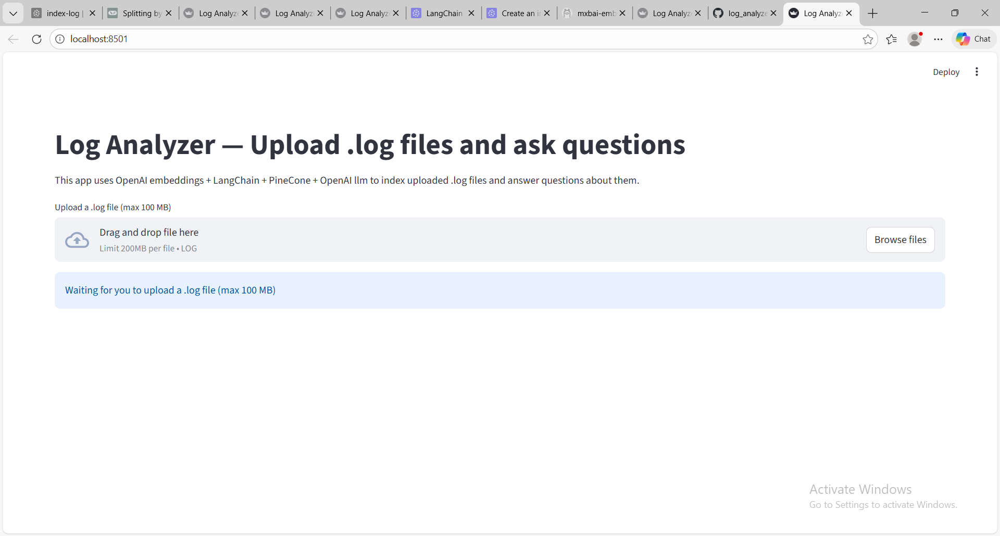 index-log |
Splitting by
Log Analyz
Log Analyz
Log Analyz
LangChain
Create an i
mxbai-emb
Log Analyz
log_analyze
Log Analyz
localhost:8501
Chat
Deploy
Log Analyzer — Upload .log files and ask questions
This app uses OpenAI embeddings + LangChain + PineCone + OpenAI llm to index uploaded .log files and answer questions about them.
Upload a .log file (max 100 MB)
Drag and drop file here
Limit 200MB per file • LOG
Browse files
Waiting for you to upload a .log file (max 100 MB)
Activate Windows
Go to Settings to activate Windows.